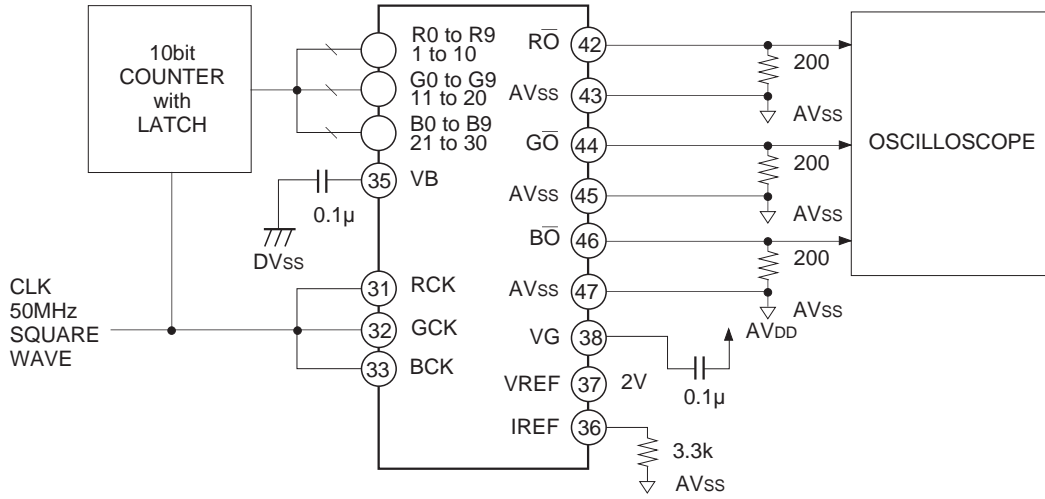 10bit
COUNTER
with
LATCH
R0 to R9
1 to 10
G0 to G9
11 to 20
B0 to B9
21 to 30
35 VB
0.1µ
DVSS
CLK
50MHz
SQUARE
WAVE
31 RCK
32 GCK
33 BCK
RO̅ 42
200
AVSS 43
AVSS
GO̅ 44
200
AVSS 45
AVSS
BO̅ 46
200
AVSS 47
AVSS
AVDD
VG 38
0.1µ
VREF 37 2V
IREF 36
3.3k
AVSS
OSCILLOSCOPE